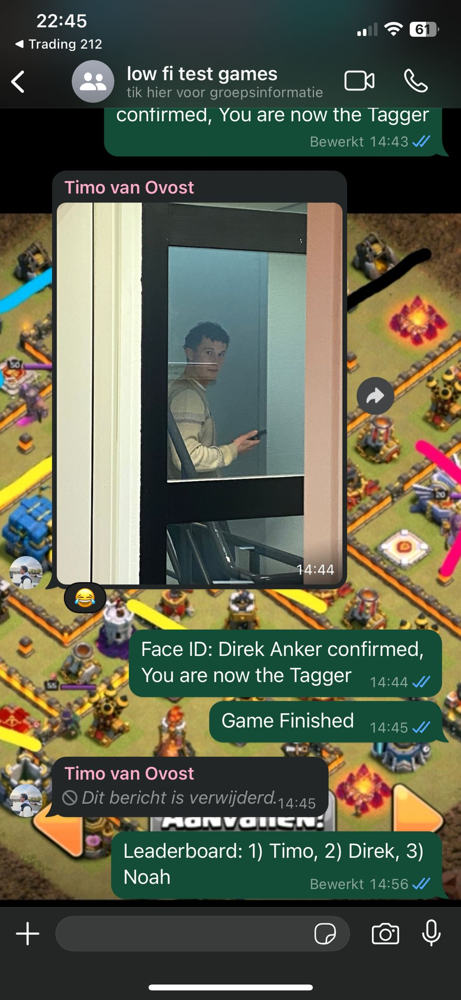 22:45
61
Trading 212
low fi test games
tik hier voor groepsinformatie
confirmed, You are now the Tagger
Bewerkt 14:43
Timo van Ovost
50
20
14:44
Face ID: Direk Anker confirmed,
You are now the Tagger 14:44
55
Game Finished 14:45
Timo van Ovost
Dit bericht is verwijderd. 14:45
Aanvallen!
Leaderboard: 1) Timo, 2) Direk, 3)
Noah
Bewerkt 14:56